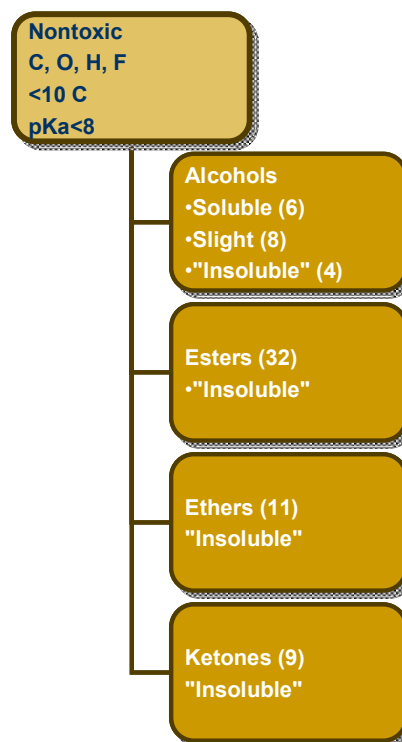 Nontoxic
C, O, H, F
<10 C
pKa<8
Alcohols
•Soluble (6)
•Slight (8)
•"Insoluble" (4)
Esters (32)
•"Insoluble"
Ethers (11)
"Insoluble"
Ketones (9)
"Insoluble"